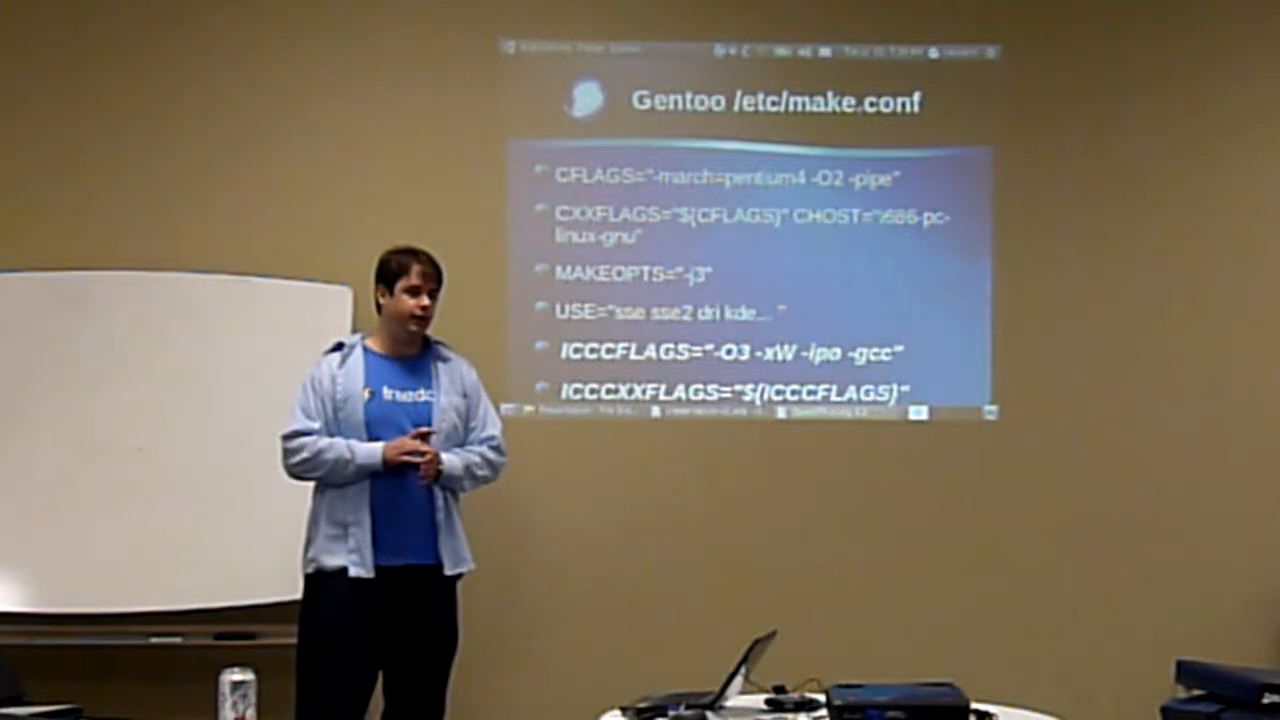 Gentoo /etc/make.conf
CFLAGS="-march=pentium4 -O2 -pipe"
CXXFLAGS="${CFLAGS}" CHOST="i686-pc-
linux-gnu"
MAKEOPTS="-j3"
USE="sse sse2 dri kde... "
ICCCFLAGS="-O3 -xW -ipo -gcc"
ICCCXXFLAGS="${ICCCFLAGS}"